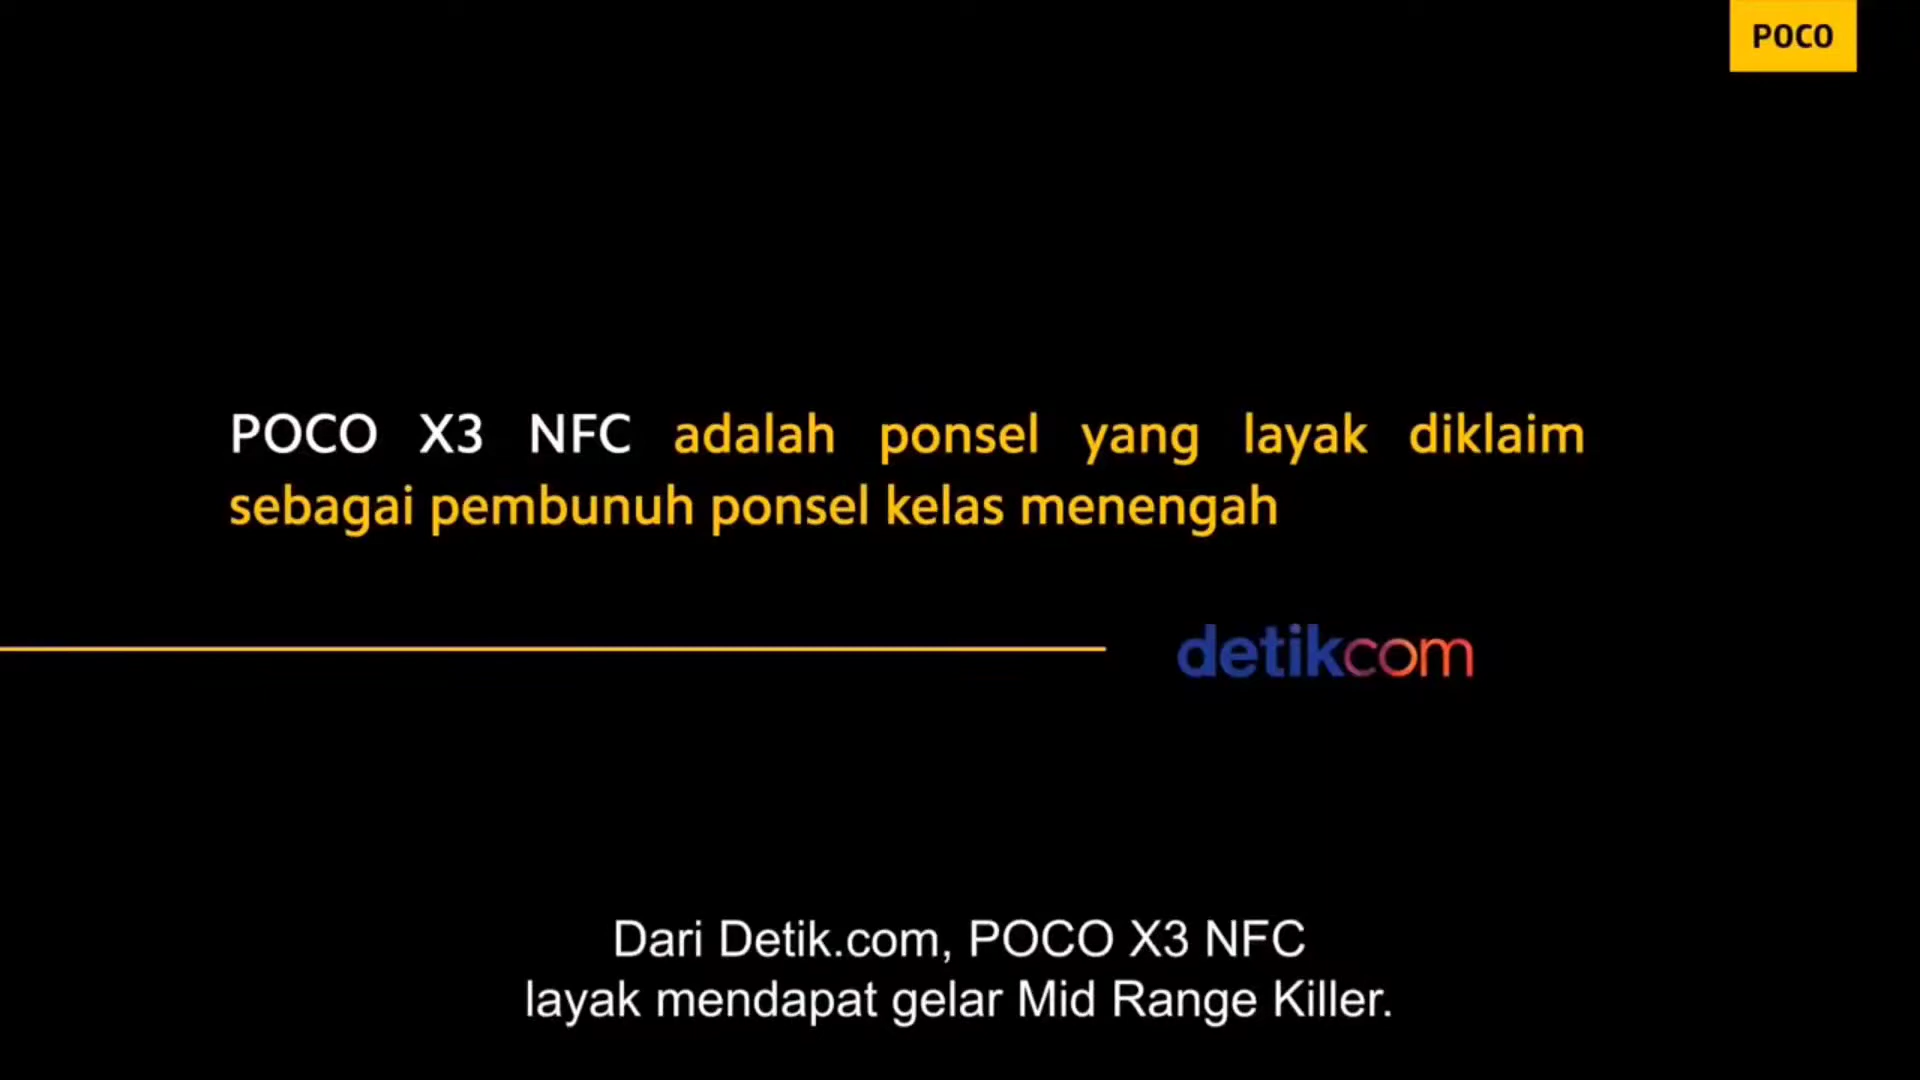 POCO
POCO X3 NFC adalah ponsel yang layak diklaim
sebagai pembunuh ponsel kelas menengah
detikcom
Dari Detik.com, POCO X3 NFC
layak mendapat gelar Mid Range Killer.